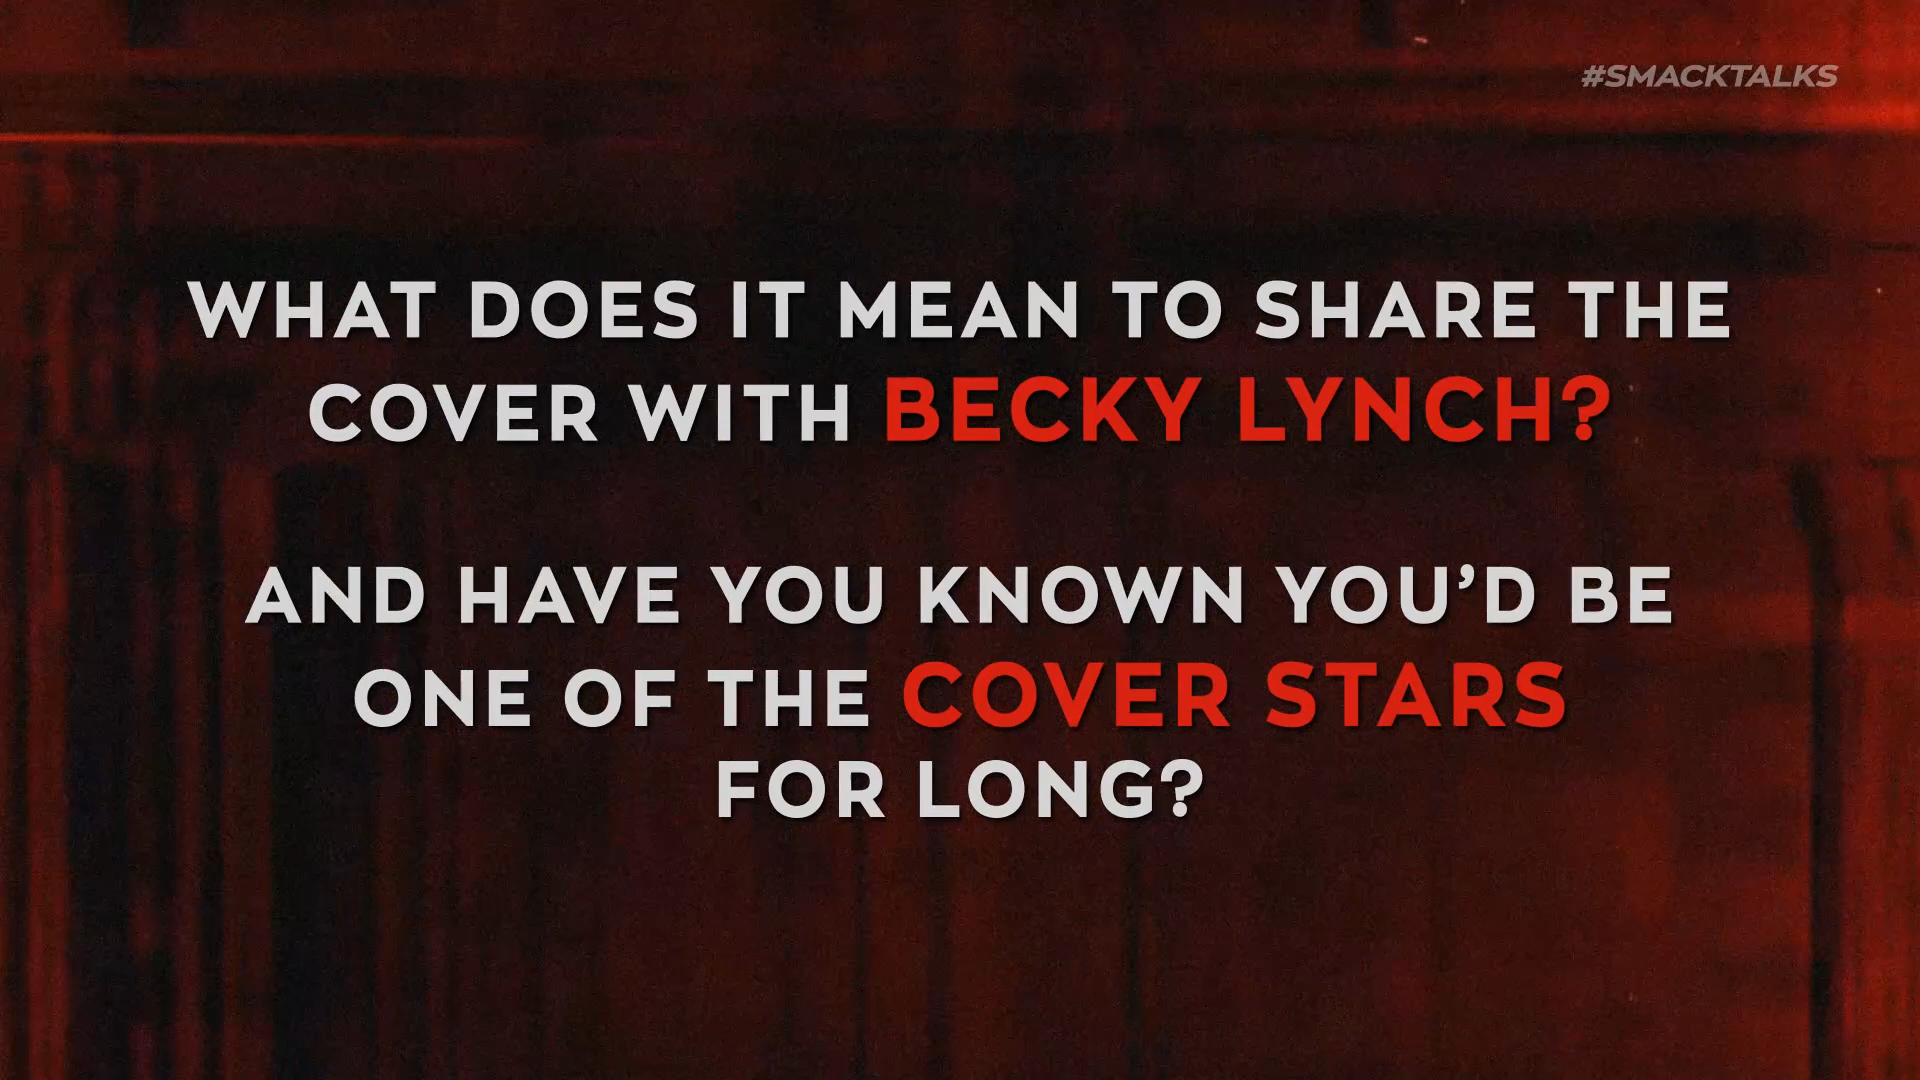 #SMACKTALKS
WHAT DOES IT MEAN TO SHARE THE
COVER WITH BECKY LYNCH?
AND HAVE YOU KNOWN YOU’D BE
ONE OF THE COVER STARS
FOR LONG?